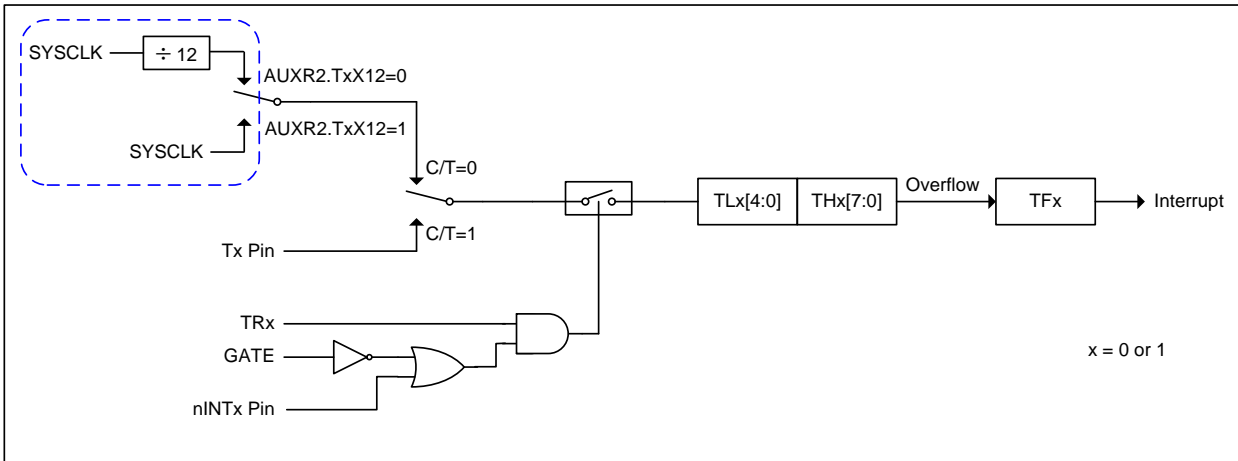 SYSCLK
÷ 12
AUXR2.TxX12=0
AUXR2.TxX12=1
SYSCLK
C/T=0
C/T=1
Tx Pin
TLx[4:0]
THx[7:0]
Overflow
TFx
Interrupt
TRx
GATE
nINTx Pin
x = 0 or 1